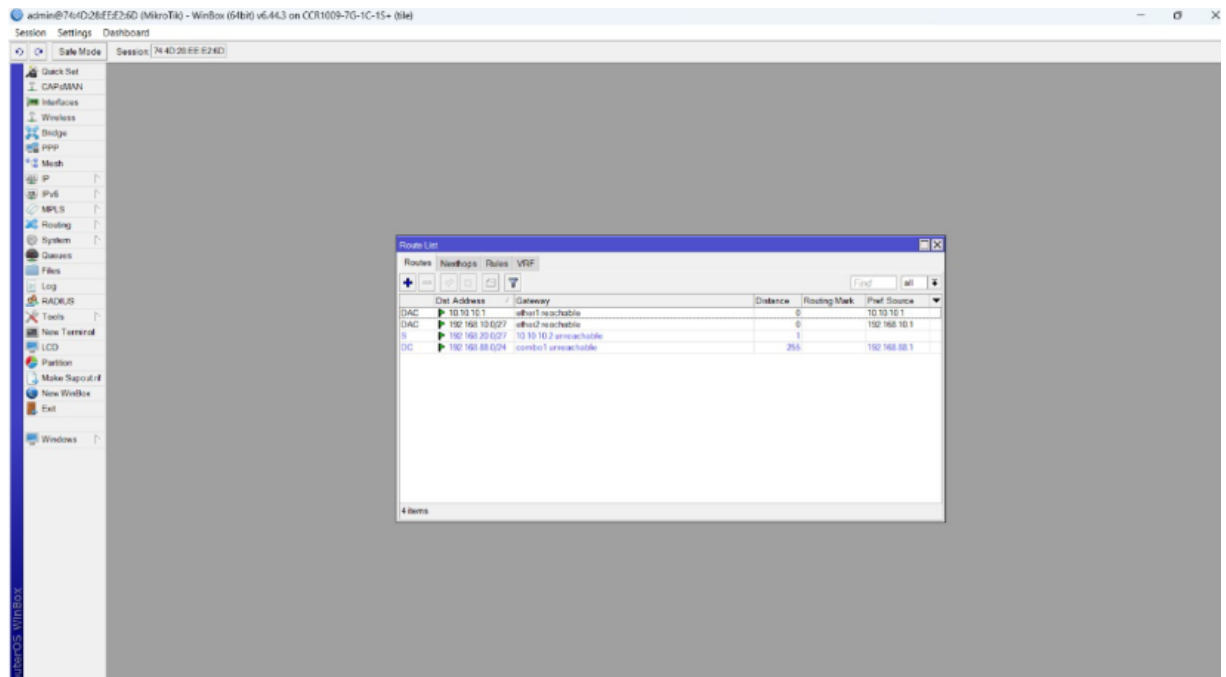 admin@74:4D:28:EE:E2:6D (MikroTik) - WinBox (64bit) v6.44.3 on CCR1009-7G-1C-1S+ (tile)
Session Settings Dashboard
Safe Mode Session: 74:4D:28:EE:E2:6D
Quick Set
CAPsMAN
Interfaces
Wireless
Bridge
PPP
Mesh
IP
IPv6
MPLS
Routing
System
Queues
Files
Log
RADIUS
Tools
New Terminal
LCD
Partition
Make Supout.rif
New WinBox
Exit
Windows
Route List
Routes Nexthops Rules VRF
Find all
Dst. Address Gateway Distance Routing Mark Pref. Source
DAC 10.10.10.1 ether1 reachable 0 10.10.10.1
DAC 192.168.10.0/27 ether2 reachable 0 192.168.10.1
S 192.168.20.0/27 10.10.10.2 unreachable 1
DC 192.168.88.0/24 combo1 unreachable 255 192.168.88.1
4 items
uterOS WinBox